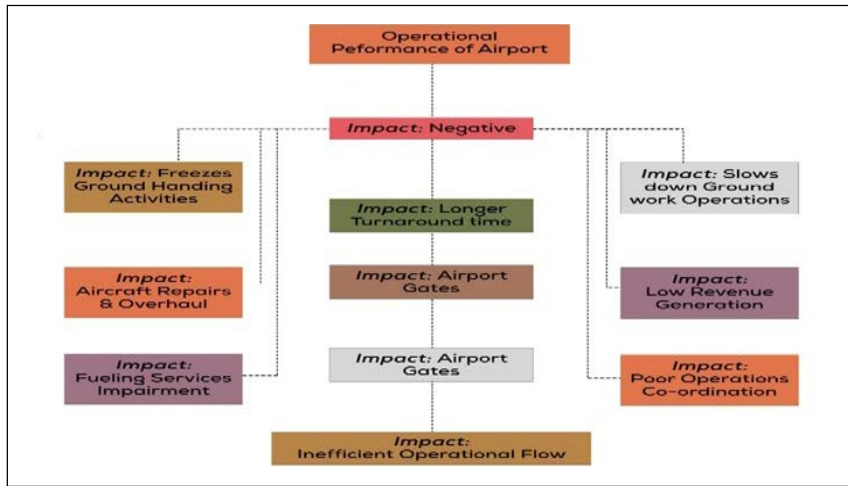 Operational
Peformance of Airport
Impact: Negative
Impact: Freezes
Ground Handing
Activities
Impact: Slows
down Ground
work Operations
Impact: Longer
Turnaround time
Impact:
Aircraft Repairs
& Overhaul
Impact: Airport
Gates
Impact:
Low Revenue
Generation
Impact:
Fueling Services
Impairment
Impact: Airport
Gates
Impact:
Poor Operations
Co-ordination
Impact:
Inefficient Operational Flow